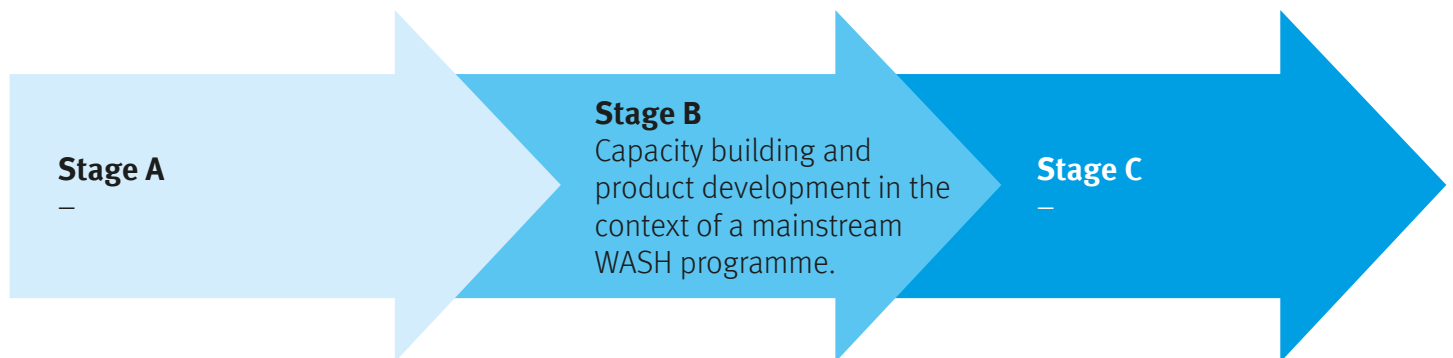 Stage A
–
Stage B
Capacity building and
product development in the
context of a mainstream
WASH programme.
Stage C
–